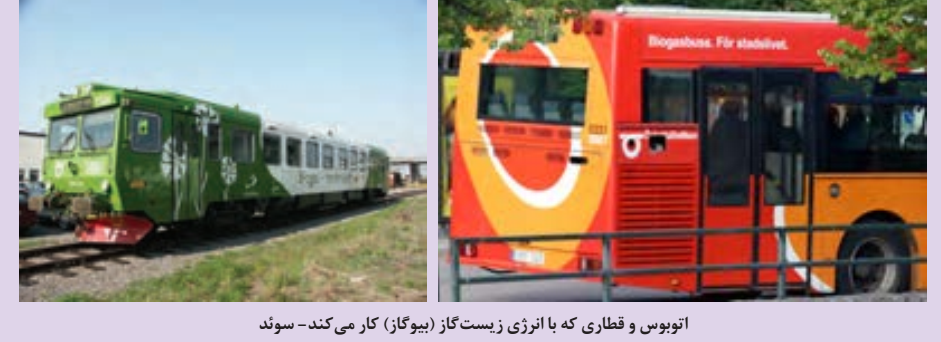 Biogasbuss. För stadslivet.
اتوبوس و قطاری که با انرژی زیست‌گاز (بیوگاز) کار می‌کند – سوئد